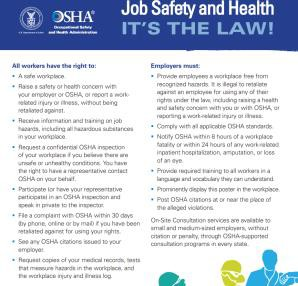 OSHA®
Occupational Safety
and Health Administration
Job Safety and Health
IT'S THE LAW!
All workers have the right to:
• A safe workplace.
• Raise a safety or health concern with
your employer or OSHA, or report a work-
related injury or illness, without being
retaliated against.
• Receive information and training on job
hazards, including all hazardous substances
in your workplace.
• Request a confidential OSHA inspection
of your workplace if you believe there are
unsafe or unhealthy conditions. You have
the right to have a representative contact
OSHA on your behalf.
• Participate (or have your representative
participate) in an OSHA inspection and
speak in private to the inspector.
• File a complaint with OSHA within 30 days
(by phone, online or by mail) if you have been
retaliated against for using your rights.
• See any OSHA citations issued to your
employer.
• Request copies of your medical records, tests
that measure hazards in the workplace, and
the workplace injury and illness log.
Employers must:
• Provide employees a workplace free from
recognized hazards. It is illegal to retaliate
against an employee for using any of their
rights under the law, including raising a health
and safety concern with you or with OSHA, or
reporting a work-related injury or illness.
• Comply with all applicable OSHA standards.
• Notify OSHA within 8 hours of a workplace
fatality or within 24 hours of any work-related
inpatient hospitalization, amputation, or loss
of an eye.
• Provide required training to all workers in a
language and vocabulary they can understand.
• Prominently display this poster in the workplace.
• Post OSHA citations at or near the place of
the alleged violations.
On-Site Consultation services are available to
small and medium-sized employers, without
citation or penalty, through OSHA-supported
consultation programs in every state.